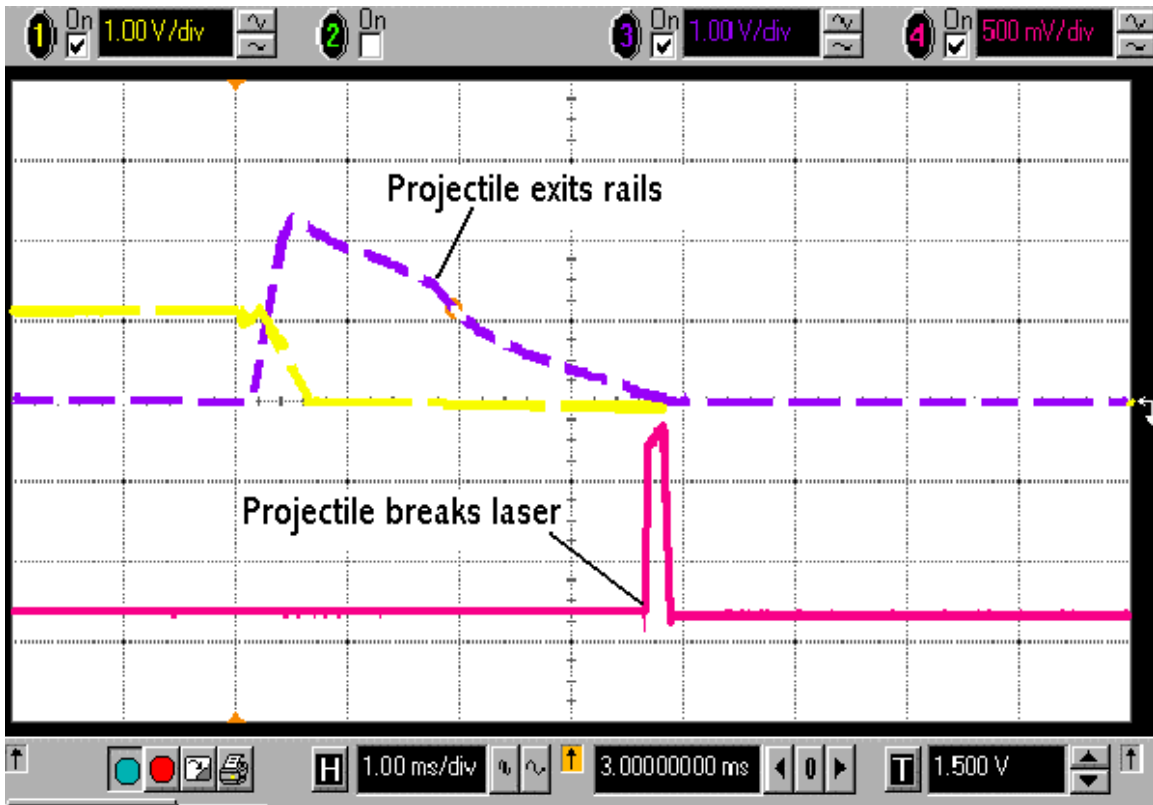 1 On 1.00 V/div 2 On 3 On 1.00 V/div 4 On 500 mV/div
Projectile exits rails
Projectile breaks laser
H 1.00 ms/div 3.00000000 ms 0 T 1.500 V